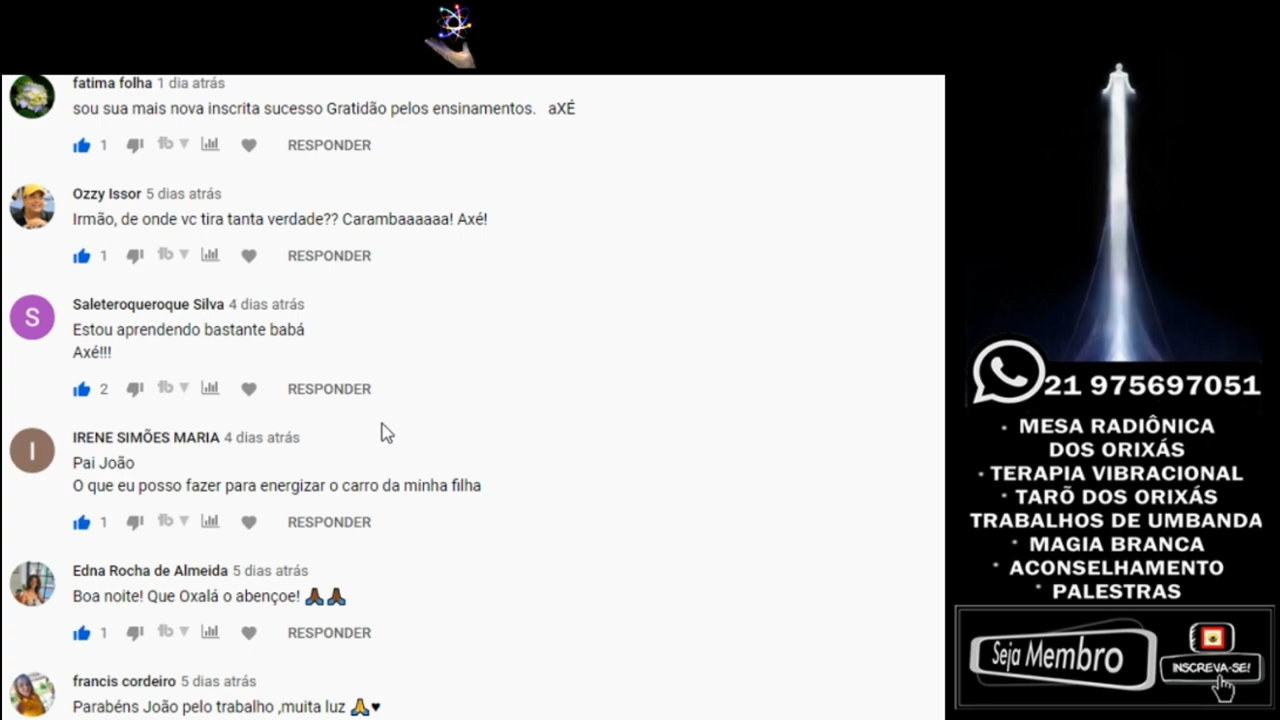 fatima folha 1 dia atrás
sou sua mais nova inscrita sucesso Gratidão pelos ensinamentos. aXÉ
1 RESPONDER
Ozzy Issor 5 dias atrás
Irmão, de onde vc tira tanta verdade?? Carambaaaaaa! Axé!
1 RESPONDER
S
Saleteroqueroque Silva 4 dias atrás
Estou aprendendo bastante babá
Axé!!!
2 RESPONDER
I
IRENE SIMÕES MARIA 4 dias atrás
Pai João
O que eu posso fazer para energizar o carro da minha filha
1 RESPONDER
Edna Rocha de Almeida 5 dias atrás
Boa noite! Que Oxalá o abençoe! 🙏🏾🙏🏾
1 RESPONDER
francis cordeiro 5 dias atrás
Parabéns João pelo trabalho ,muita luz 🙏♥
21 975697051
· MESA RADIÔNICA
DOS ORIXÁS
· TERAPIA VIBRACIONAL
* TARÕ DOS ORIXÁS
TRABALHOS DE UMBANDA
* MAGIA BRANCA
* ACONSELHAMENTO
* PALESTRAS
Seja Membro
INSCREVA-SE!